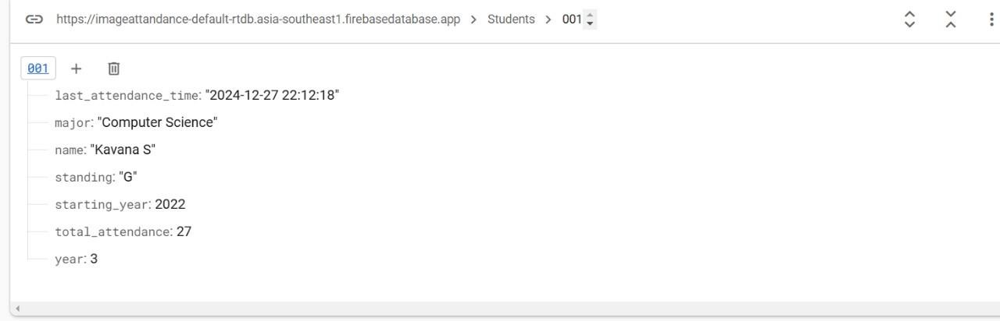 https://imageattandance-default-rtdb.asia-southeast1.firebasedatabase.app > Students > 001
001
last_attendance_time: "2024-12-27 22:12:18"
major: "Computer Science"
name: "Kavana S"
standing: "G"
starting_year: 2022
total_attendance: 27
year: 3